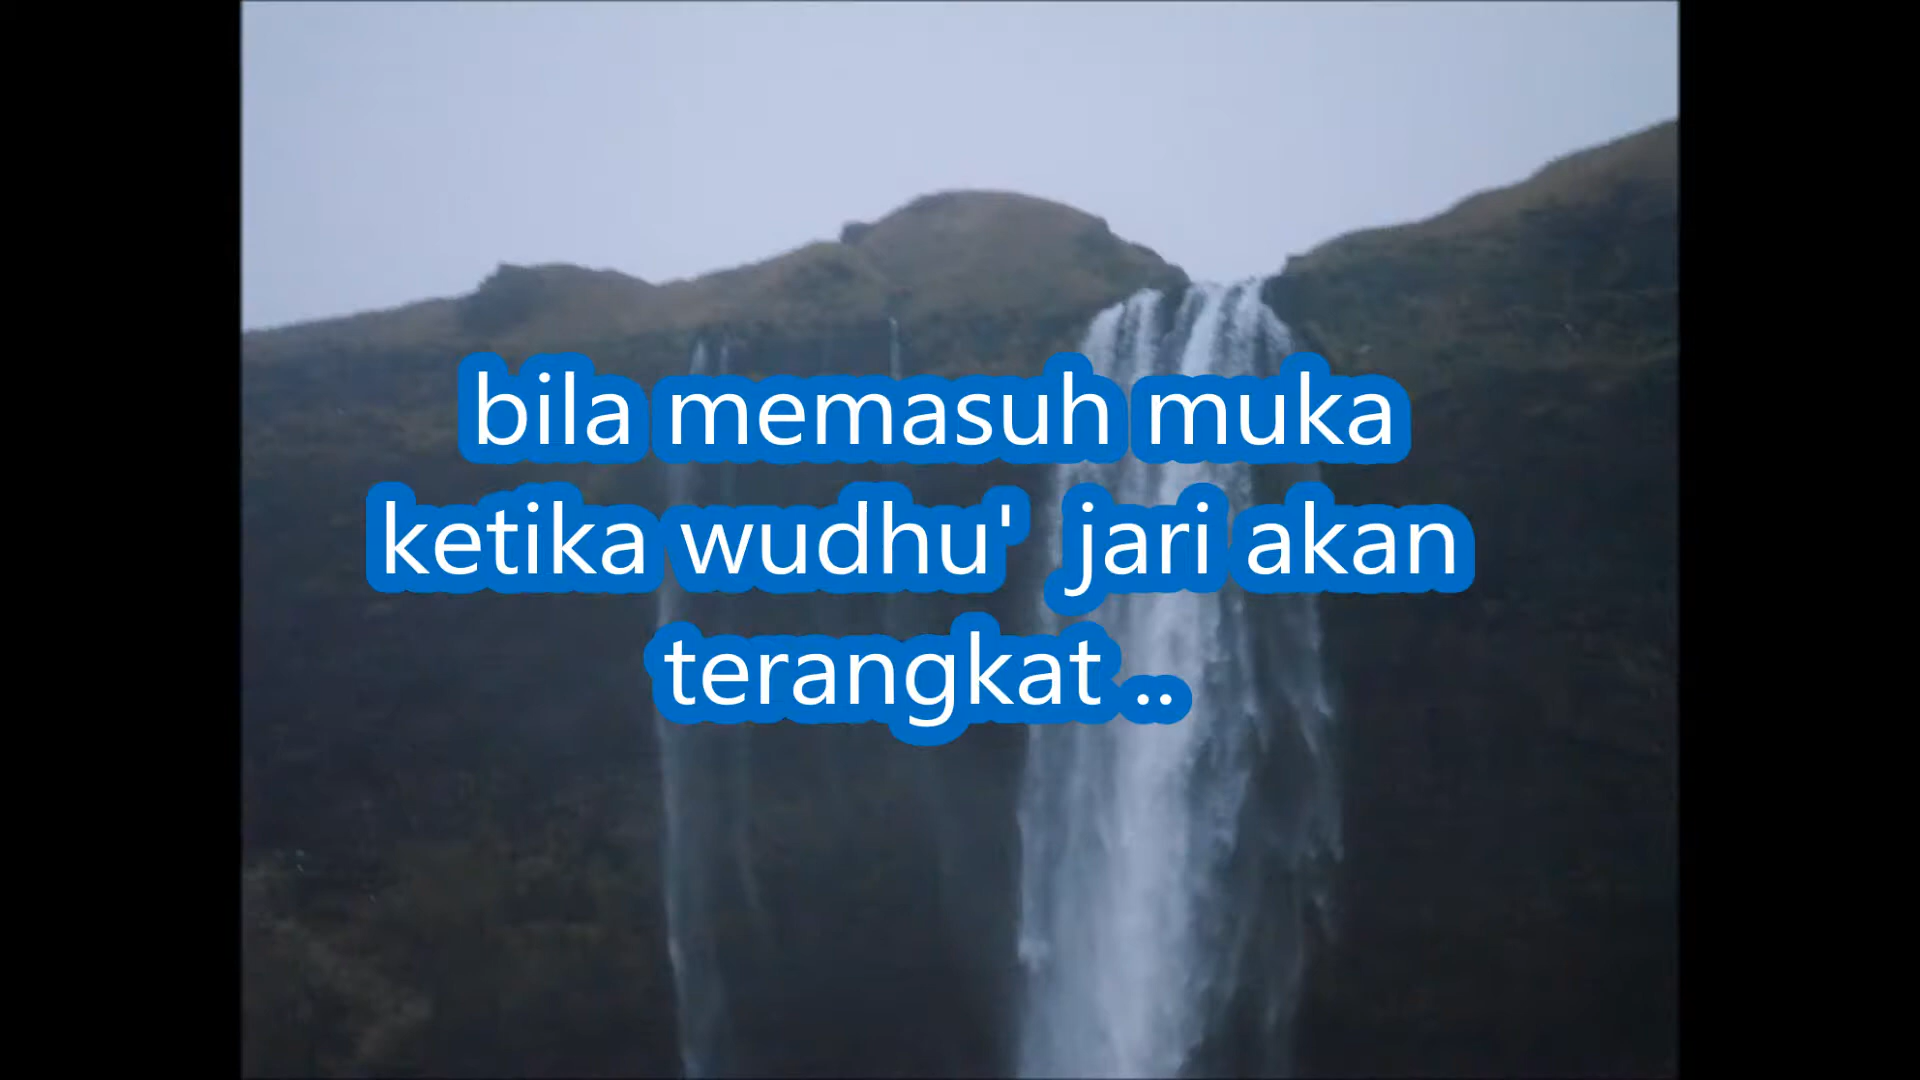 bila memasuh muka
ketika wudhu'  jari akan
terangkat ..